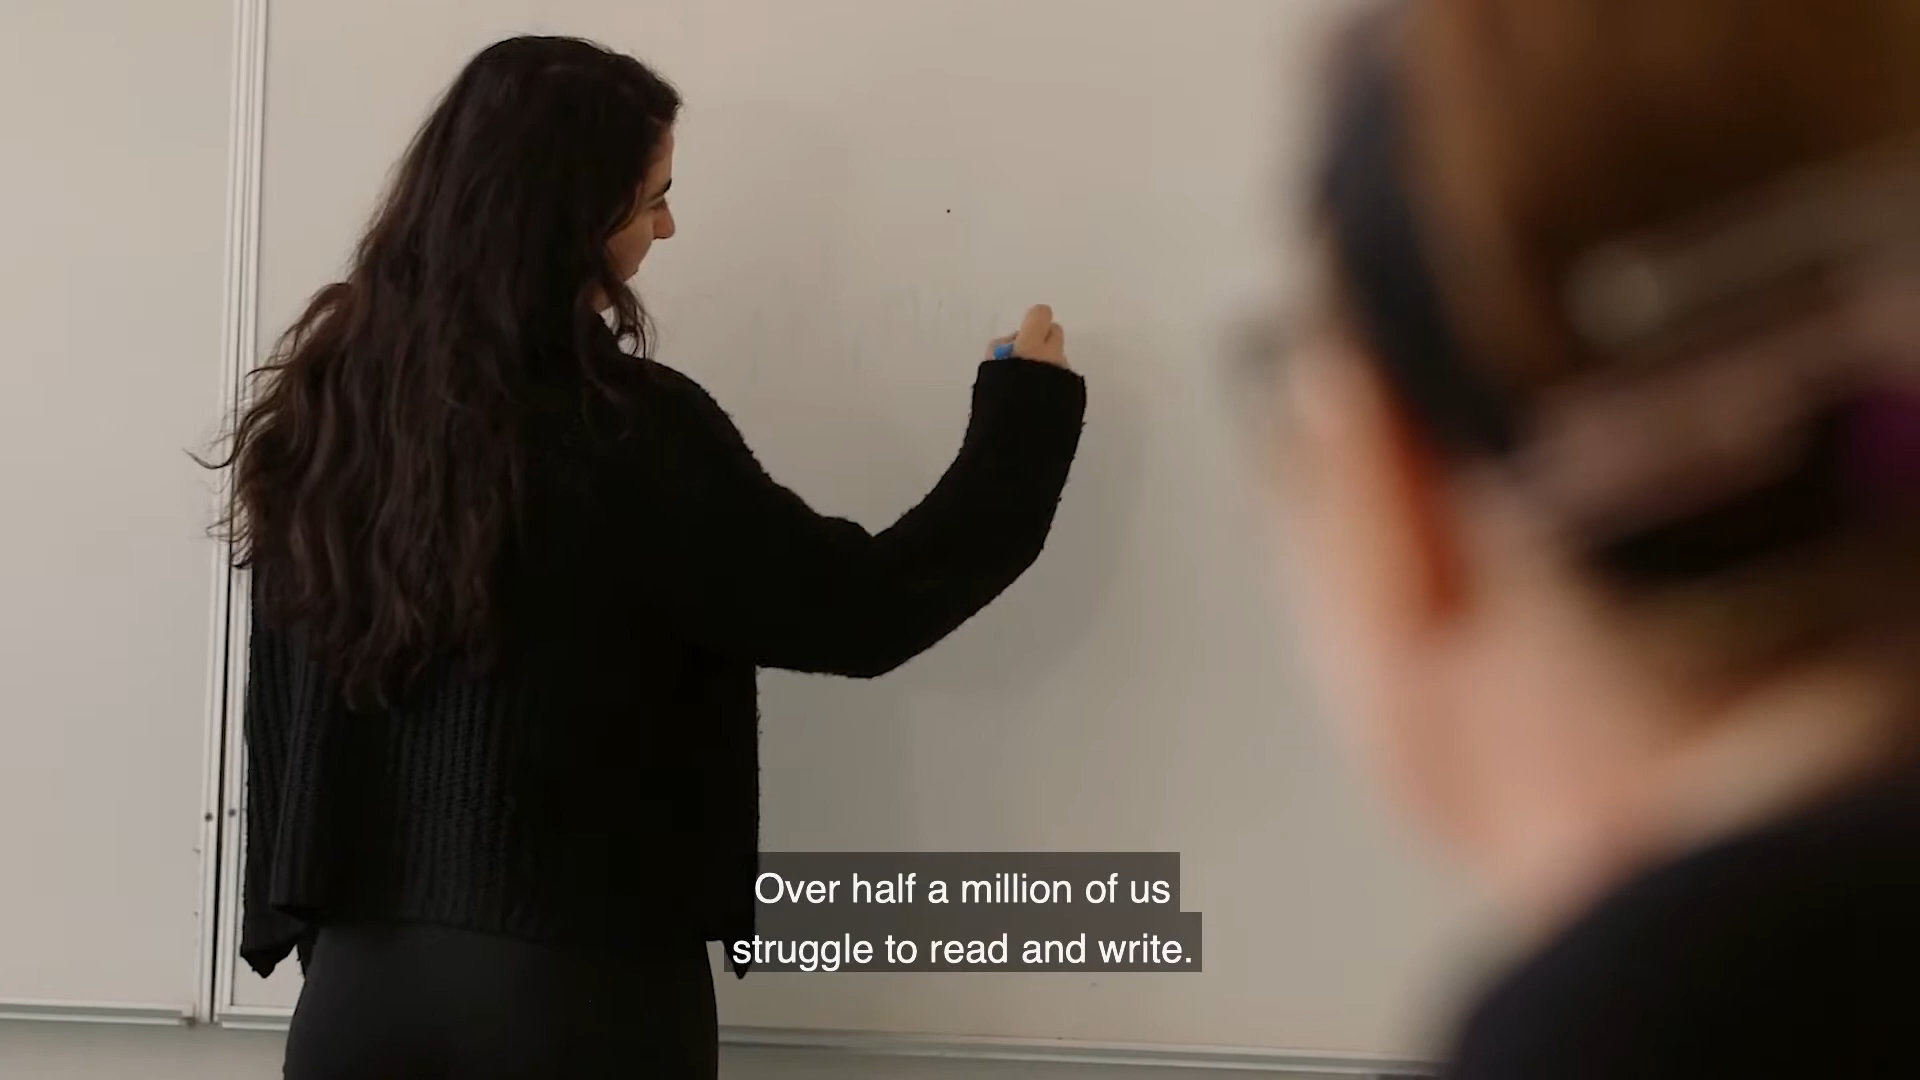 Over half a million of us
struggle to read and write.